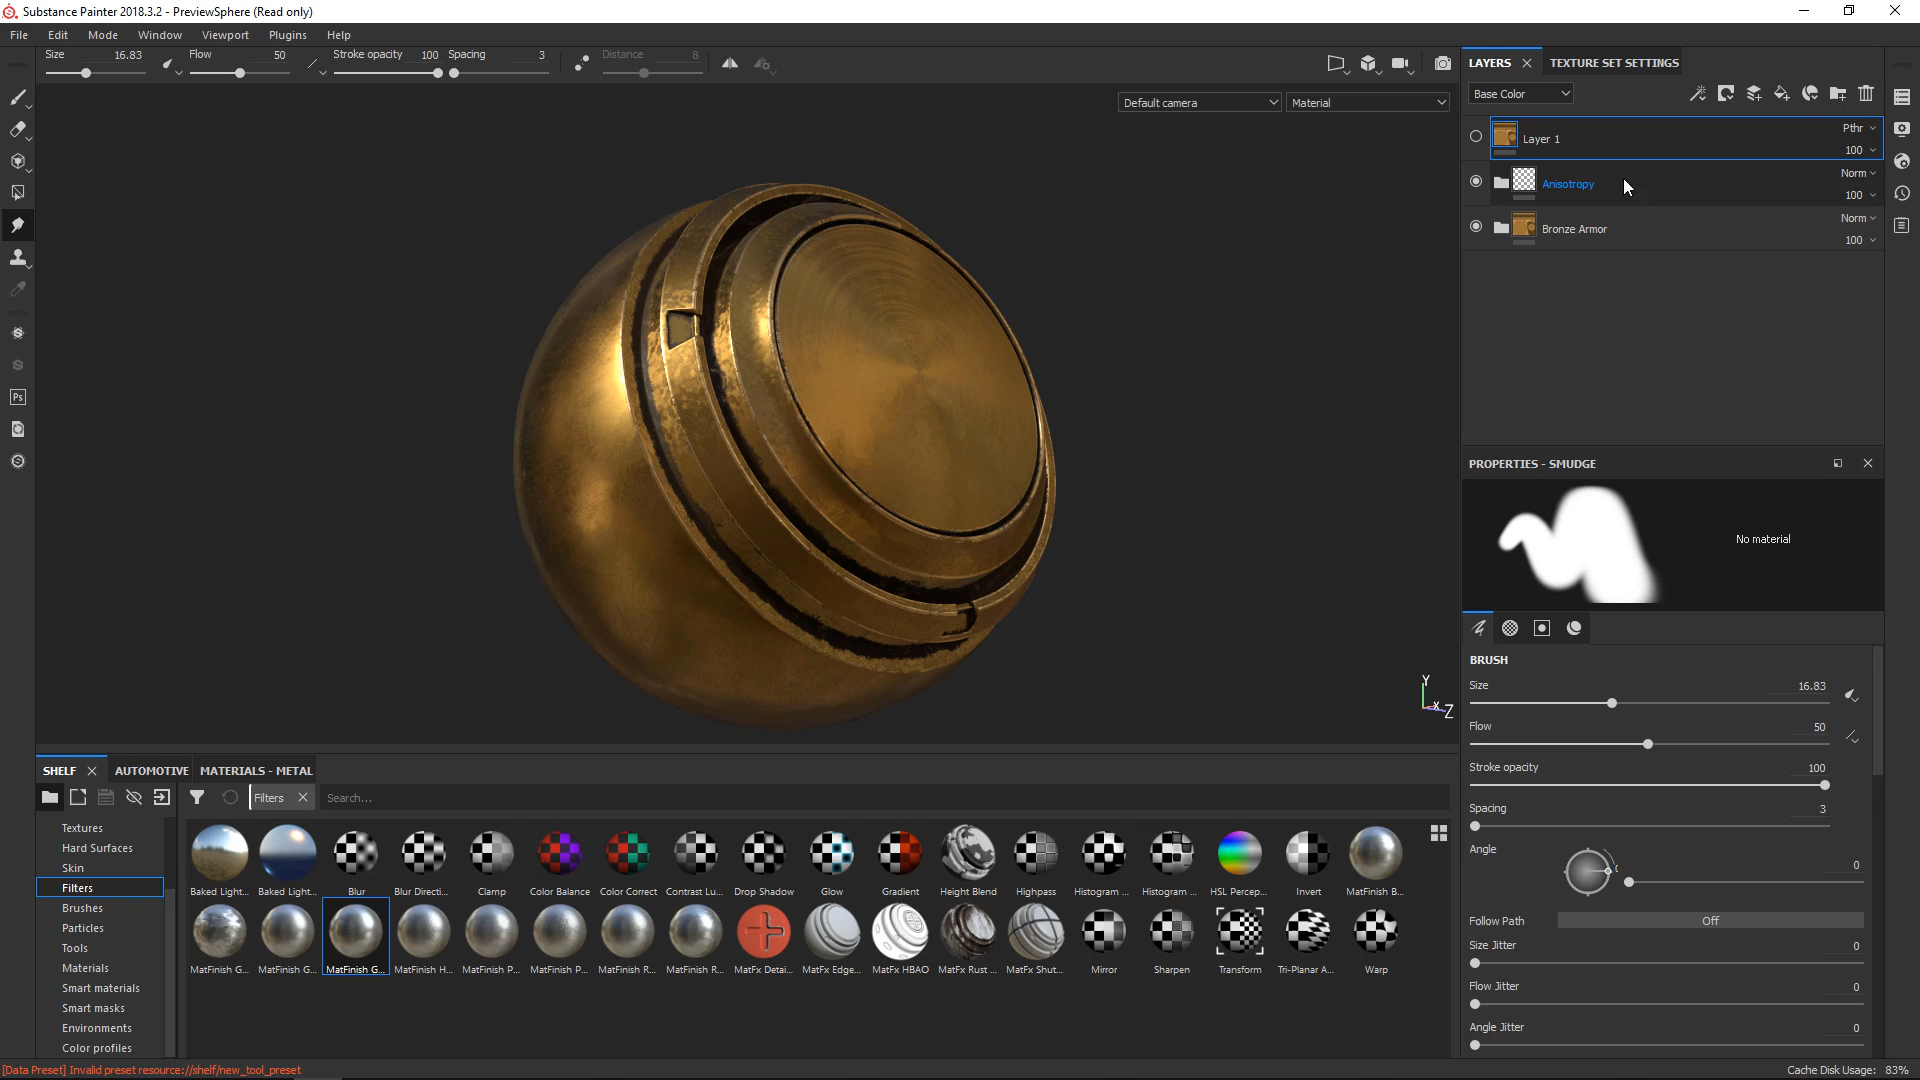 Substance Painter 2018.3.2 - PreviewSphere (Read only)
File Edit Mode Window Viewport Plugins Help
Size 16.83 Flow 50 Stroke opacity 100 Spacing 3 Distance 8
Default camera Material
LAYERS TEXTURE SET SETTINGS
Base Color
Layer 1 Pthr 100
Anisotropy Norm 100
Bronze Armor Norm 100
Y
X
Z
PROPERTIES - SMUDGE
No material
BRUSH
Size 16.83
Flow 50
Stroke opacity 100
Spacing 3
Angle 0
Follow Path Off
Size Jitter 0
Flow Jitter 0
Angle Jitter 0
SHELF AUTOMOTIVE MATERIALS - METAL
Ps
Filters Search...
Textures
Hard Surfaces
Skin
Filters
Brushes
Particles
Tools
Materials
Smart materials
Smart masks
Environments
Color profiles
Baked Light... Baked Light... Blur Blur Directi... Clamp Color Balance Color Correct Contrast Lu... Drop Shadow Glow Gradient Height Blend Highpass Histogram ... Histogram ... HSL Percep... Invert MatFinish B...
MatFinish G... MatFinish G... MatFinish G... MatFinish H... MatFinish P... MatFinish P... MatFinish R... MatFinish R... MatFx Detai... MatFx Edge... MatFx HBAO MatFx Rust ... MatFx Shut... Mirror Sharpen Transform Tri-Planar A... Warp
[Data Preset] Invalid preset resource://shelf/new_tool_preset
Cache Disk Usage: 83%